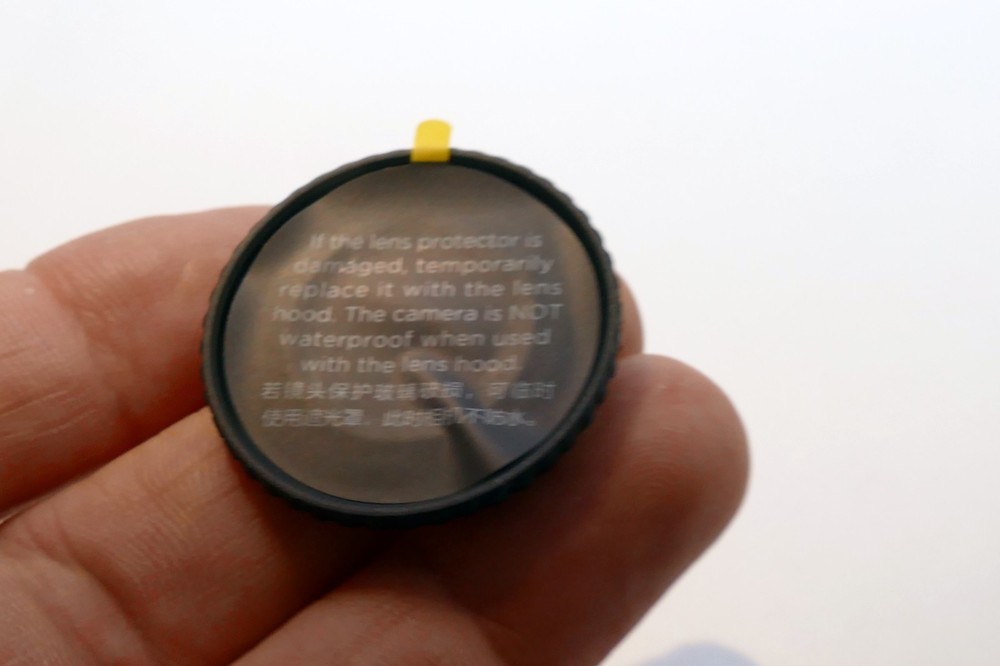 If the lens protector is
damaged, temporarily
replace it with the lens
hood. The camera is NOT
waterproof when used
with the lens hood.
若镜头保护玻璃破损，可临时
使用遮光罩，此时相机不防水。